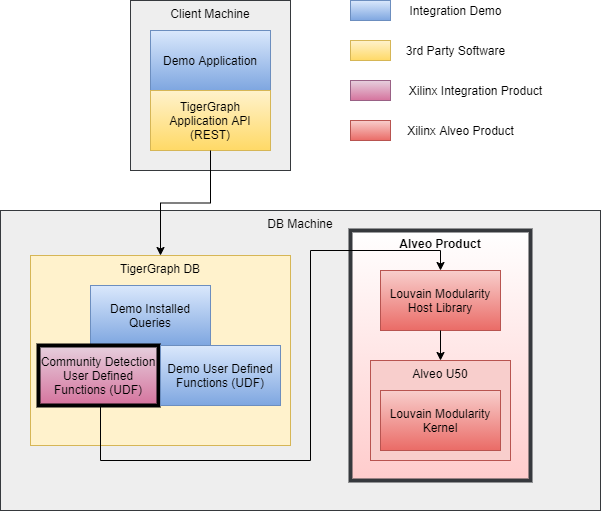 Client Machine
Demo Application
TigerGraph
Application API
(REST)
Integration Demo
3rd Party Software
Xilinx Integration Product
Xilinx Alveo Product
DB Machine
TigerGraph DB
Demo Installed
Queries
Community Detection
User Defined
Functions (UDF)
Demo User Defined
Functions (UDF)
Alveo Product
Louvain Modularity
Host Library
Alveo U50
Louvain Modularity
Kernel